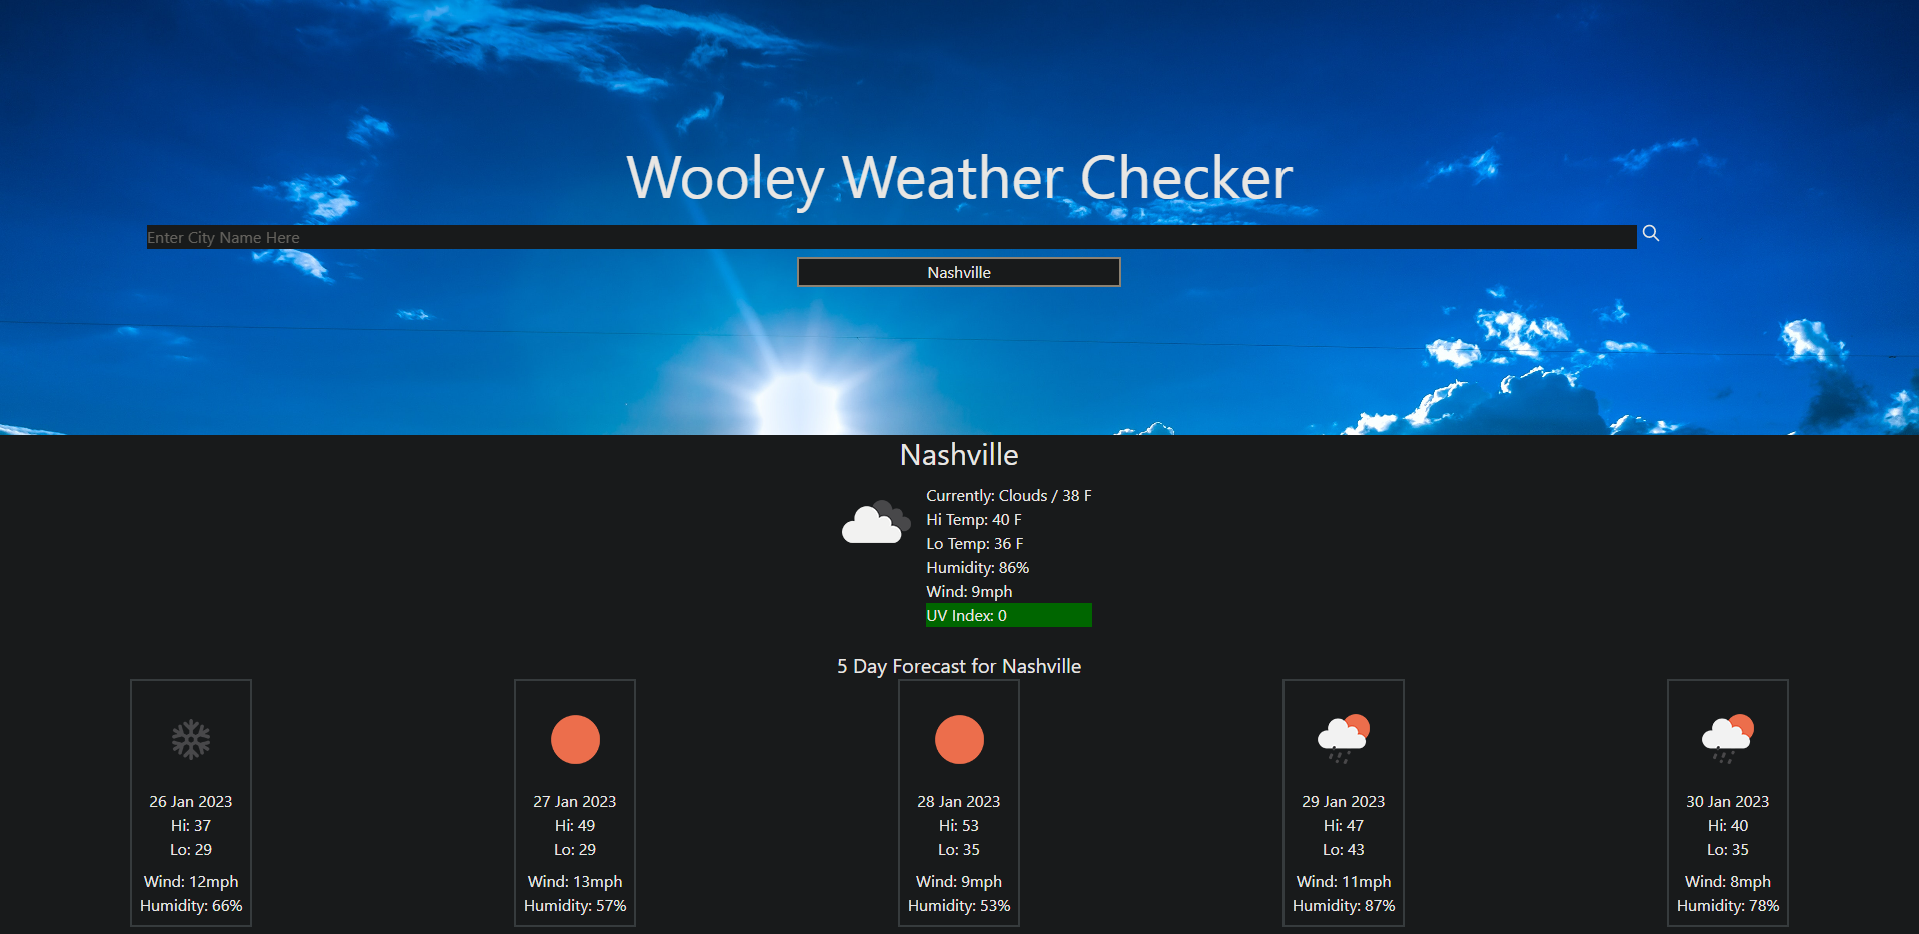 Wooley Weather Checker
Enter City Name Here
Nashville
Nashville
Currently: Clouds / 38 F
Hi Temp: 40 F
Lo Temp: 36 F
Humidity: 86%
Wind: 9mph
UV Index: 0
5 Day Forecast for Nashville
26 Jan 2023
Hi: 37
Lo: 29
Wind: 12mph
Humidity: 66%
27 Jan 2023
Hi: 49
Lo: 29
Wind: 13mph
Humidity: 57%
28 Jan 2023
Hi: 53
Lo: 35
Wind: 9mph
Humidity: 53%
29 Jan 2023
Hi: 47
Lo: 43
Wind: 11mph
Humidity: 87%
30 Jan 2023
Hi: 40
Lo: 35
Wind: 8mph
Humidity: 78%